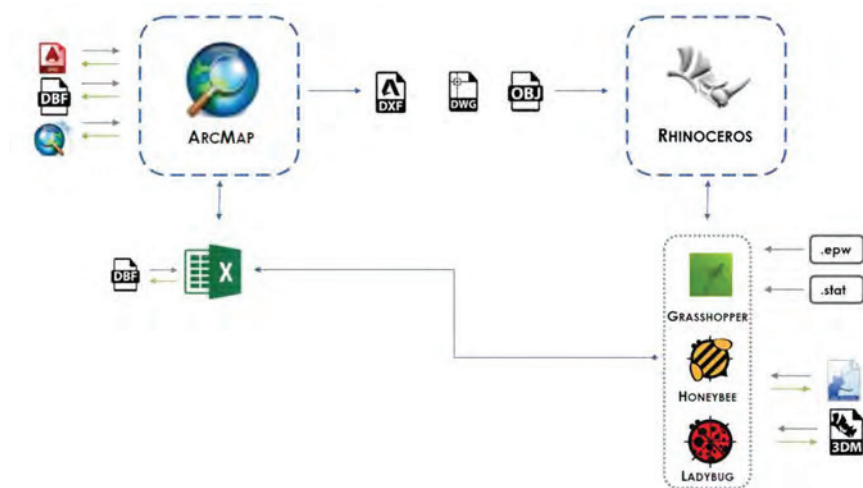 DBF
ARCMAP
DXF
DWG
OBJ
RHINOCEROS
DBF
X
.epw
.stat
GRASSHOPPER
HONEYBEE
LADYBUG
3DM